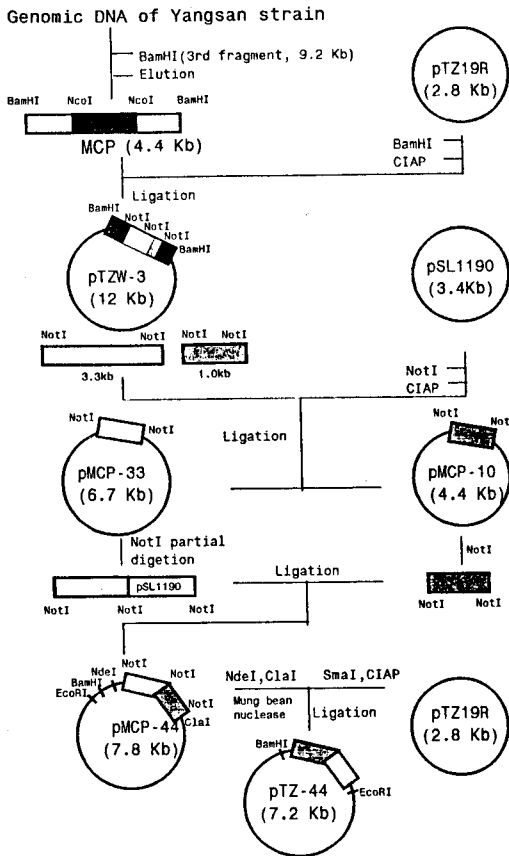 Genomic DNA of Yangsan strain
BamHI(3rd fragment, 9.2 Kb)
Elution
BamHI NcoI NcoI BamHI
MCP (4.4 Kb)
pTZ19R
(2.8 Kb)
BamHI
CIAP
Ligation
BamHI
NotI
NotI
NotI
BamHI
pTZW-3
(12 Kb)
pSL1190
(3.4Kb)
NotI NotI NotI NotI
3.3kb 1.0kb
NotI
CIAP
NotI NotI
Ligation
NotI Not
pMCP-33
(6.7 Kb)
pMCP-10
(4.4 Kb)
NotI partial
digetion
NotI
pSL1190
Ligation
NotI NotI NotI
NotI NotI
NdeI
BamHI
EcoRI
NotI
NotI
NotI
ClaI
pMCP-44
(7.8 Kb)
NdeI,ClaI SmaI,CIAP
Mung bean
nuclease
Ligation
pTZ19R
(2.8 Kb)
BamHI
EcoRI
pTZ-44
(7.2 Kb)